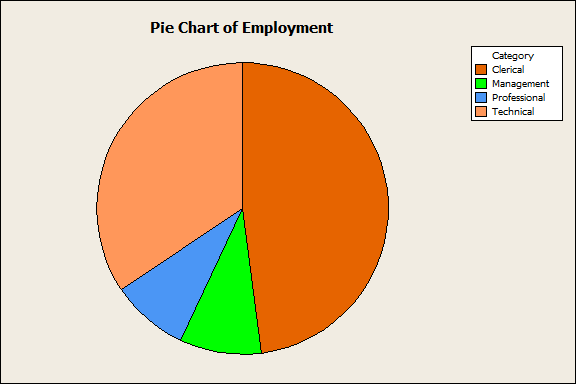 Pie Chart of Employment
Category
Clerical
Management
Professional
Technical